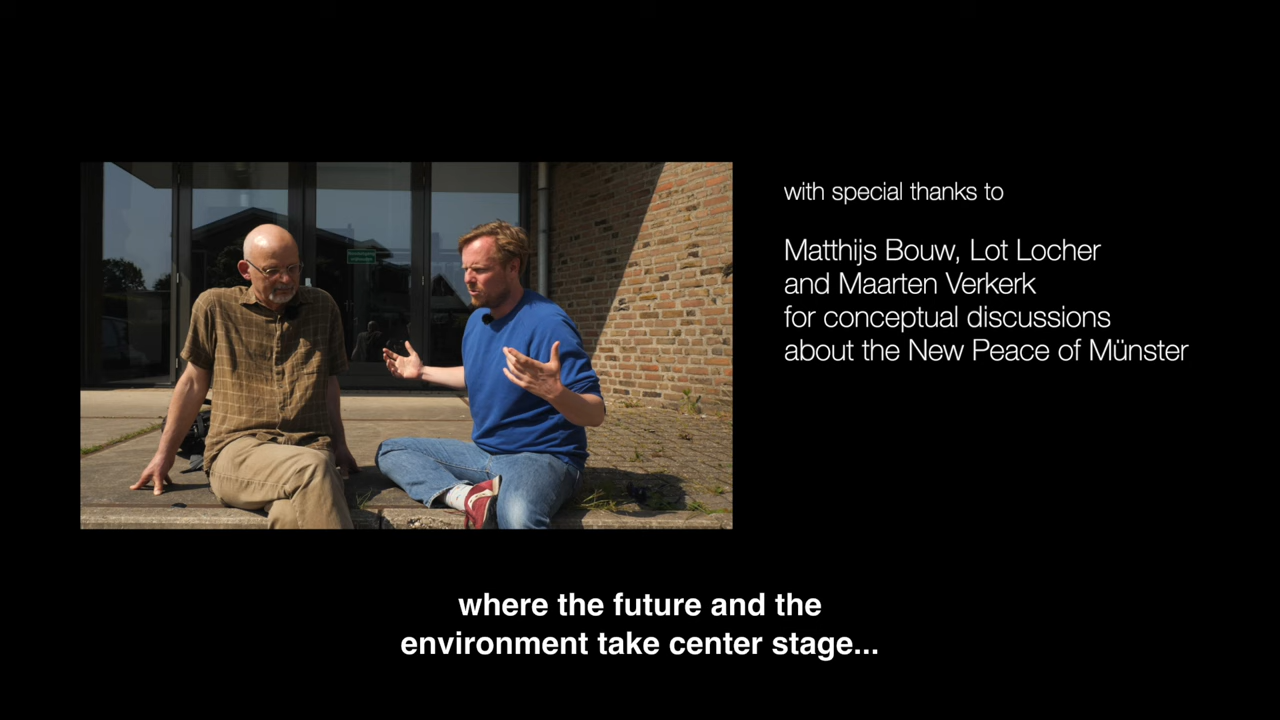 with special thanks to
Matthijs Bouw, Lot Locher
and Maarten Verkerk
for conceptual discussions
about the New Peace of Münster
where the future and the
environment take center stage...